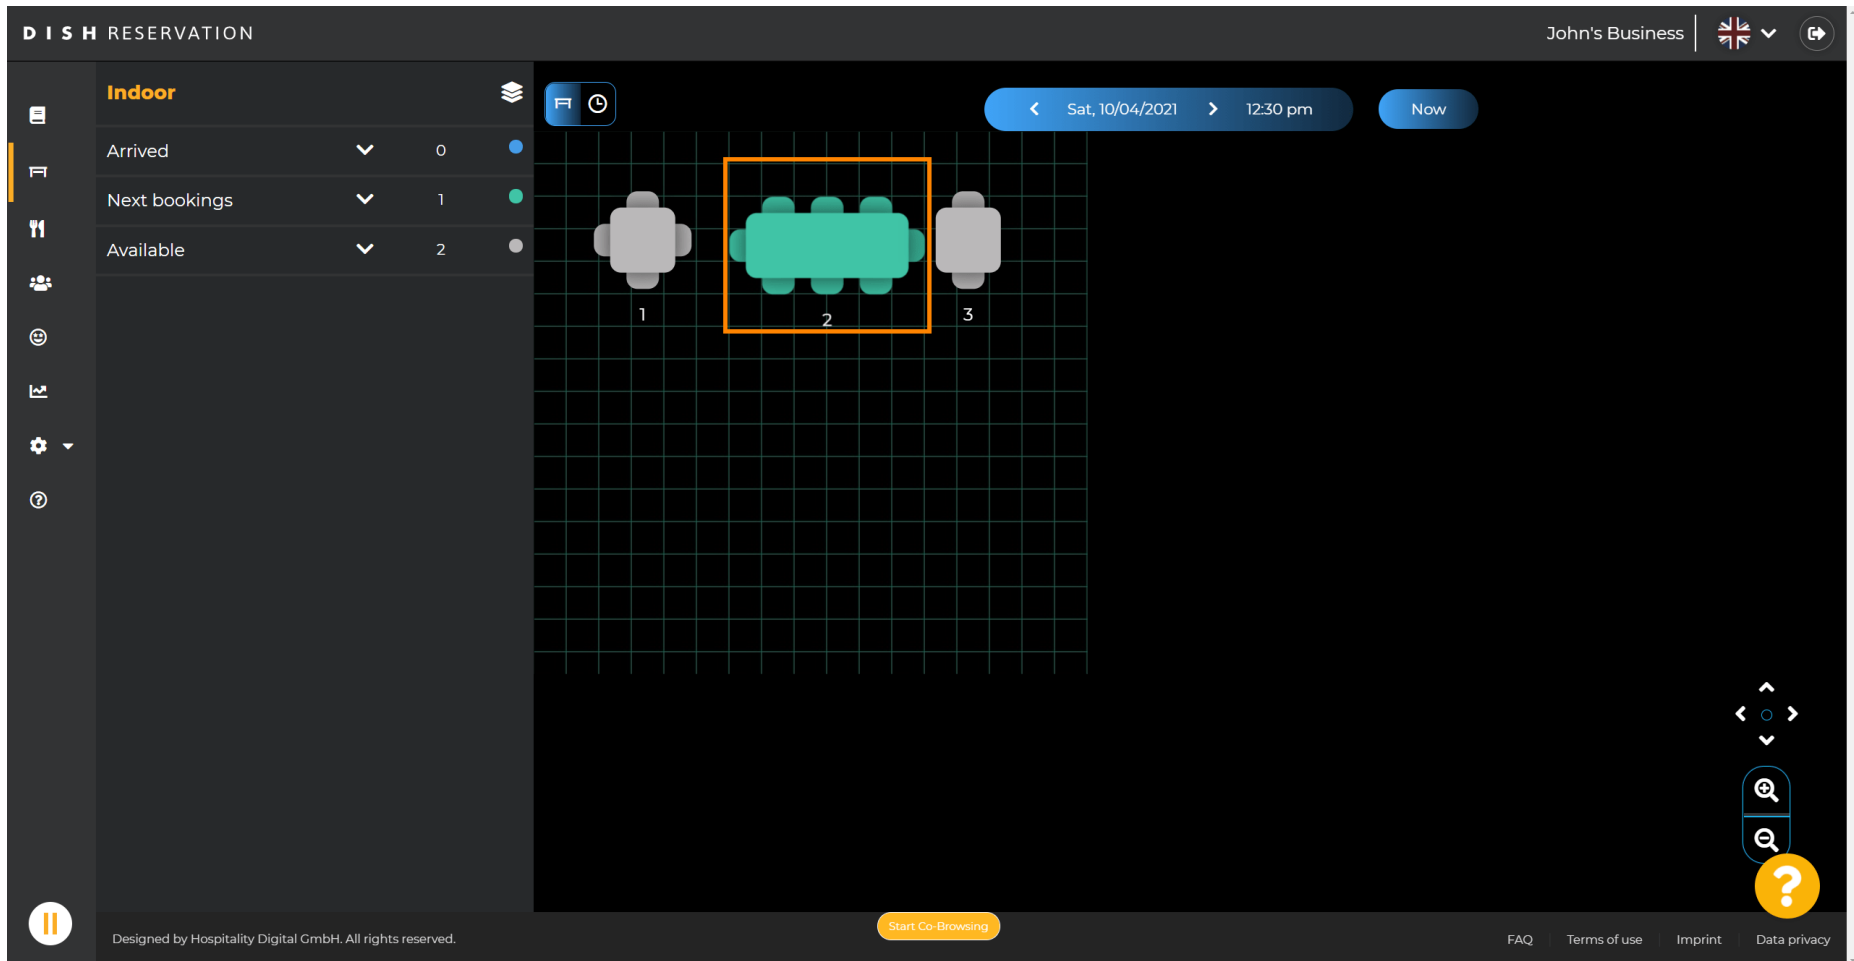 DISH RESERVATION
John's Business
Indoor
Arrived 0
Next bookings 1
Available 2
Sat, 10/04/2021 12:30 pm
Now
1
2
3
?
Start Co-Browsing
Designed by Hospitality Digital GmbH. All rights reserved.
FAQ
Terms of use
Imprint
Data privacy